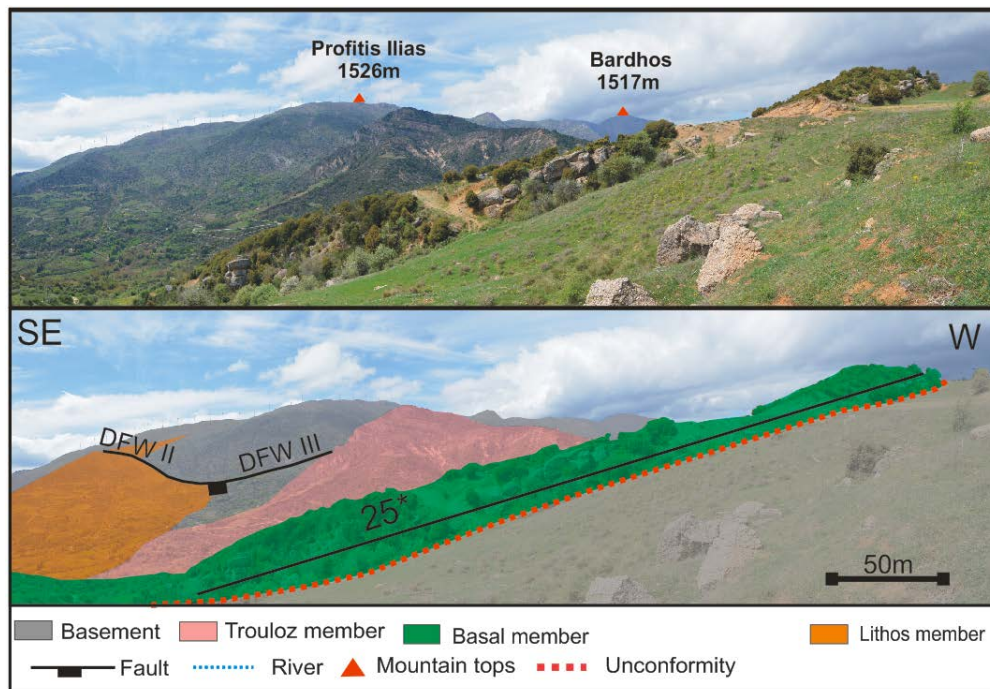 Profitis Ilias
1526m
Bardhos
1517m
SE
W
DFW II
DFW III
25*
50m
Basement
Trouloz member
Basal member
Lithos member
Fault
River
Mountain tops
Unconformity